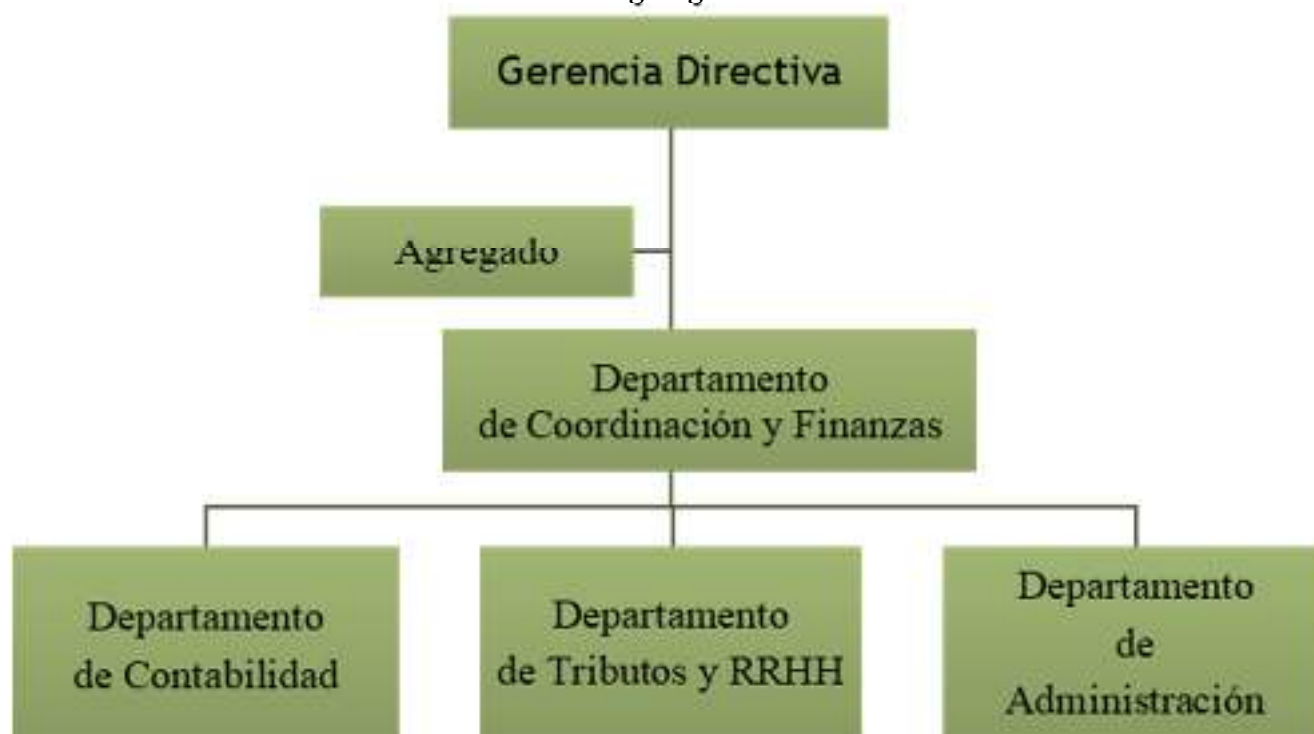 Gerencia Directiva
Agregado
Departamento
de Coordinación y Finanzas
Departamento
de Contabilidad
Departamento
de Tributos y RRHH
Departamento
de
Administración